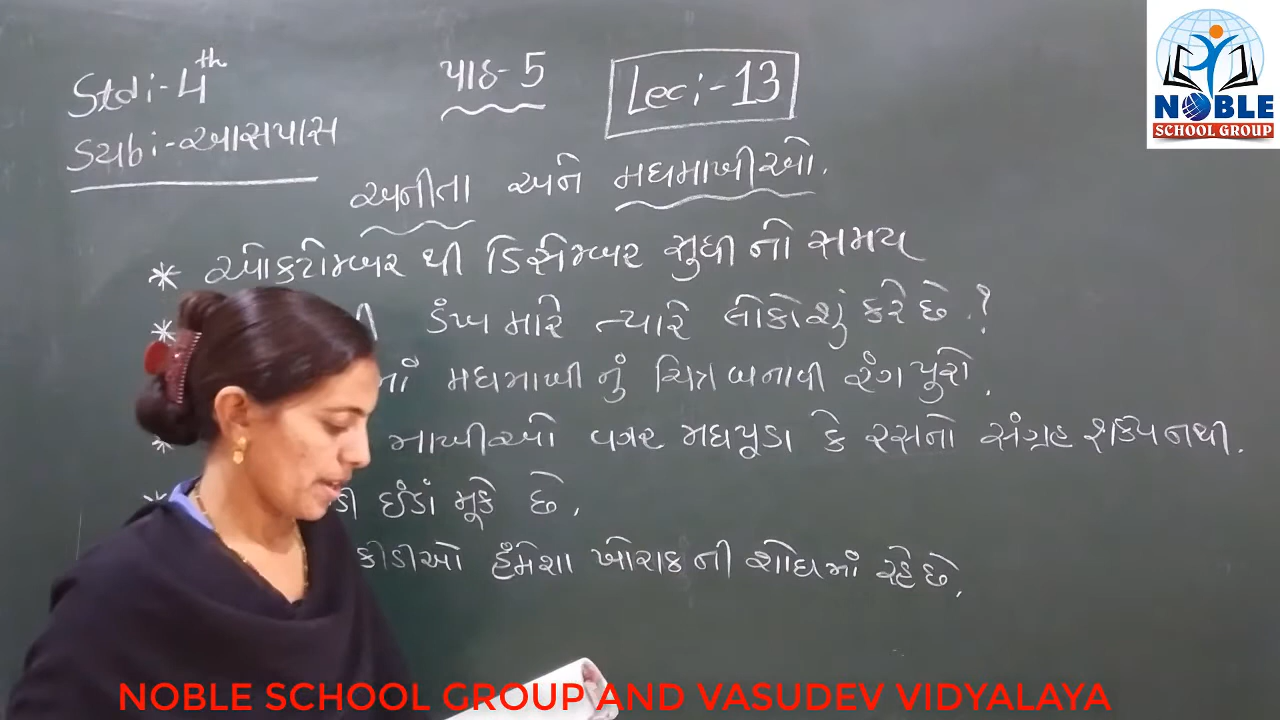 Std:- 4th
Sub:- આસપાસ
પાઠ- 5
Lec:- 13
અનીતા અને મધમાખીઓ.
* ઓક્ટોમ્બર થી ડિસેમ્બર સુધી નો સમય
* ડંખ મારે ત્યારે લોકો શું કરે છે ?
માં મધમાખી નું ચિત્ર બનાવી રંગ પુરો.
* માખીઓ વગર મધપૂડા કે રસનો સંગ્રહ શક્ય નથી.
* ઈંડાં મૂકે છે.
કીડીઓ હંમેશા ખોરાક ની શોધમાં રહે છે.
NOBLE
SCHOOL GROUP
NOBLE SCHOOL GROUP AND VASUDEV VIDYALAYA